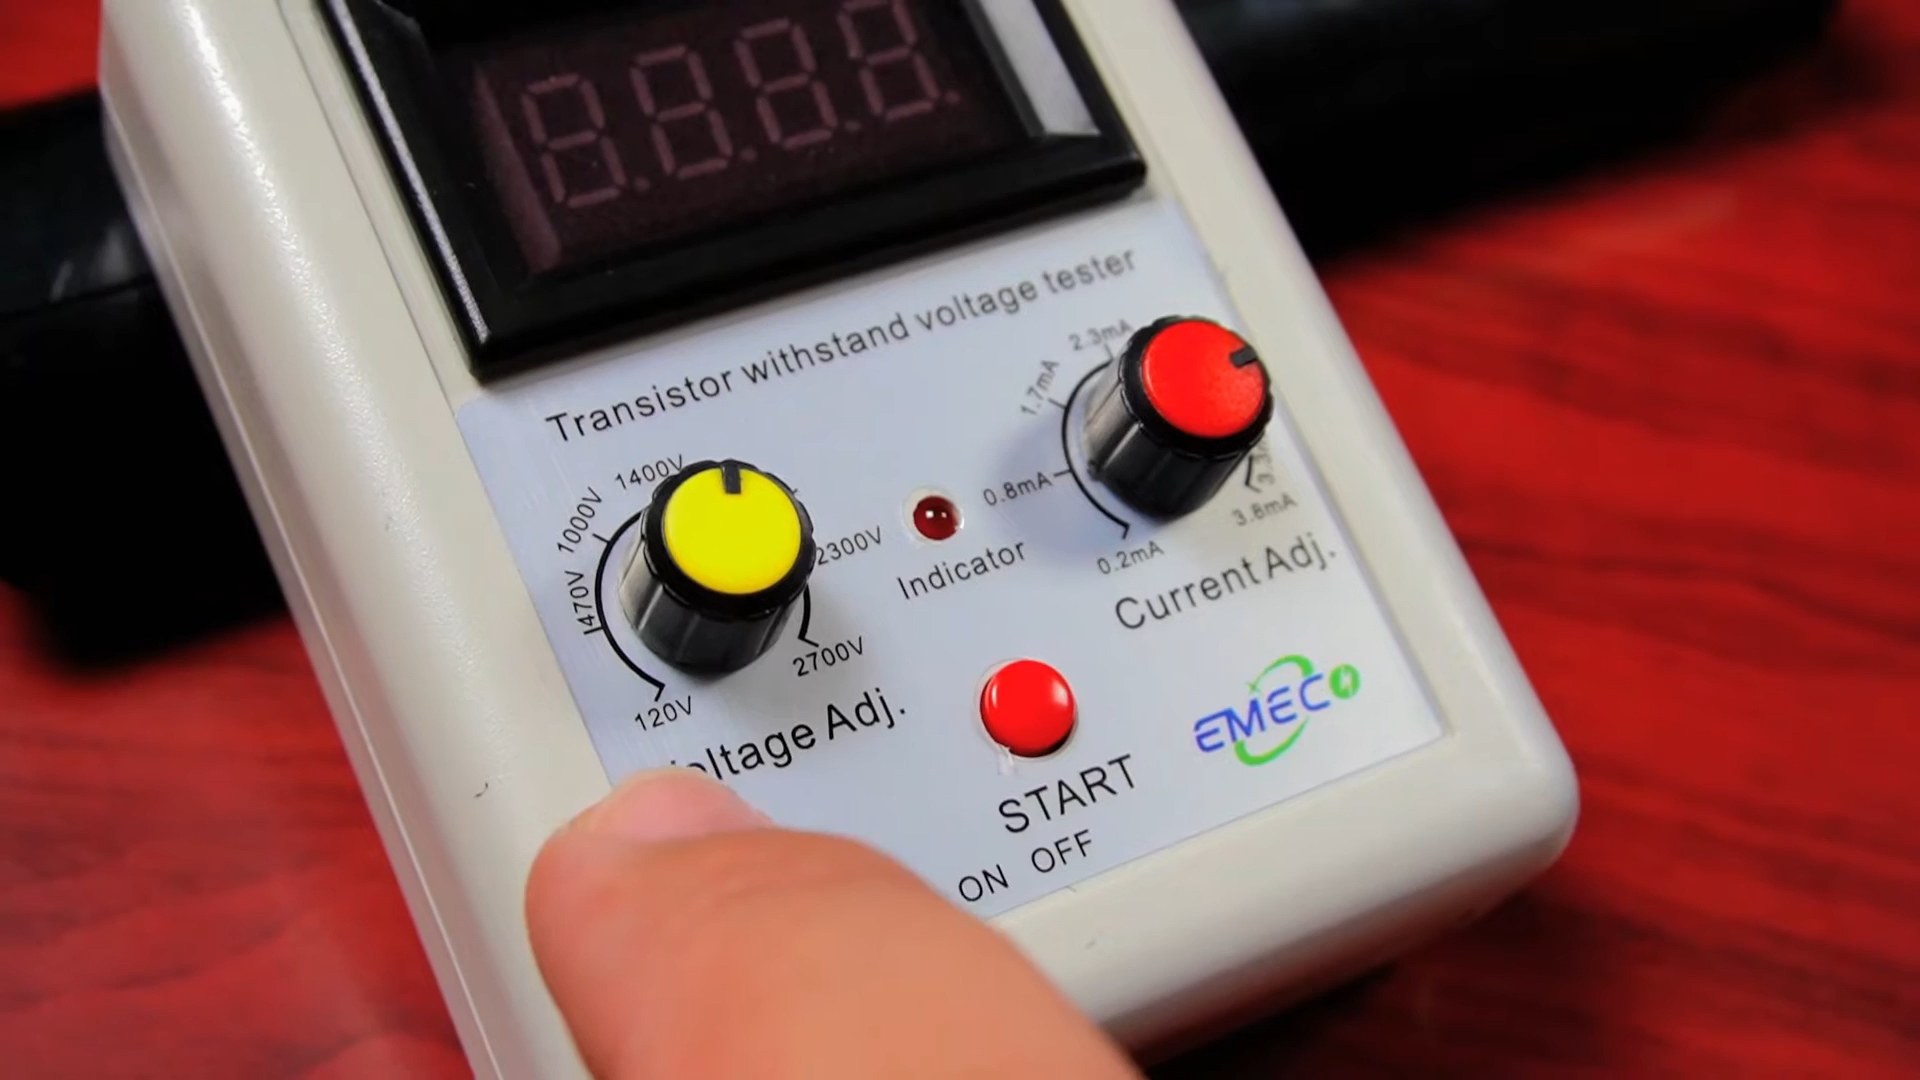 Transistor withstand voltage tester
2.3mA
1.7mA
0.8mA
0.2mA
3.8mA
Current Adj.
1400V
1000V
470V
120V
2300V
2700V
oltage Adj.
Indicator
START
ON OFF
EMEC